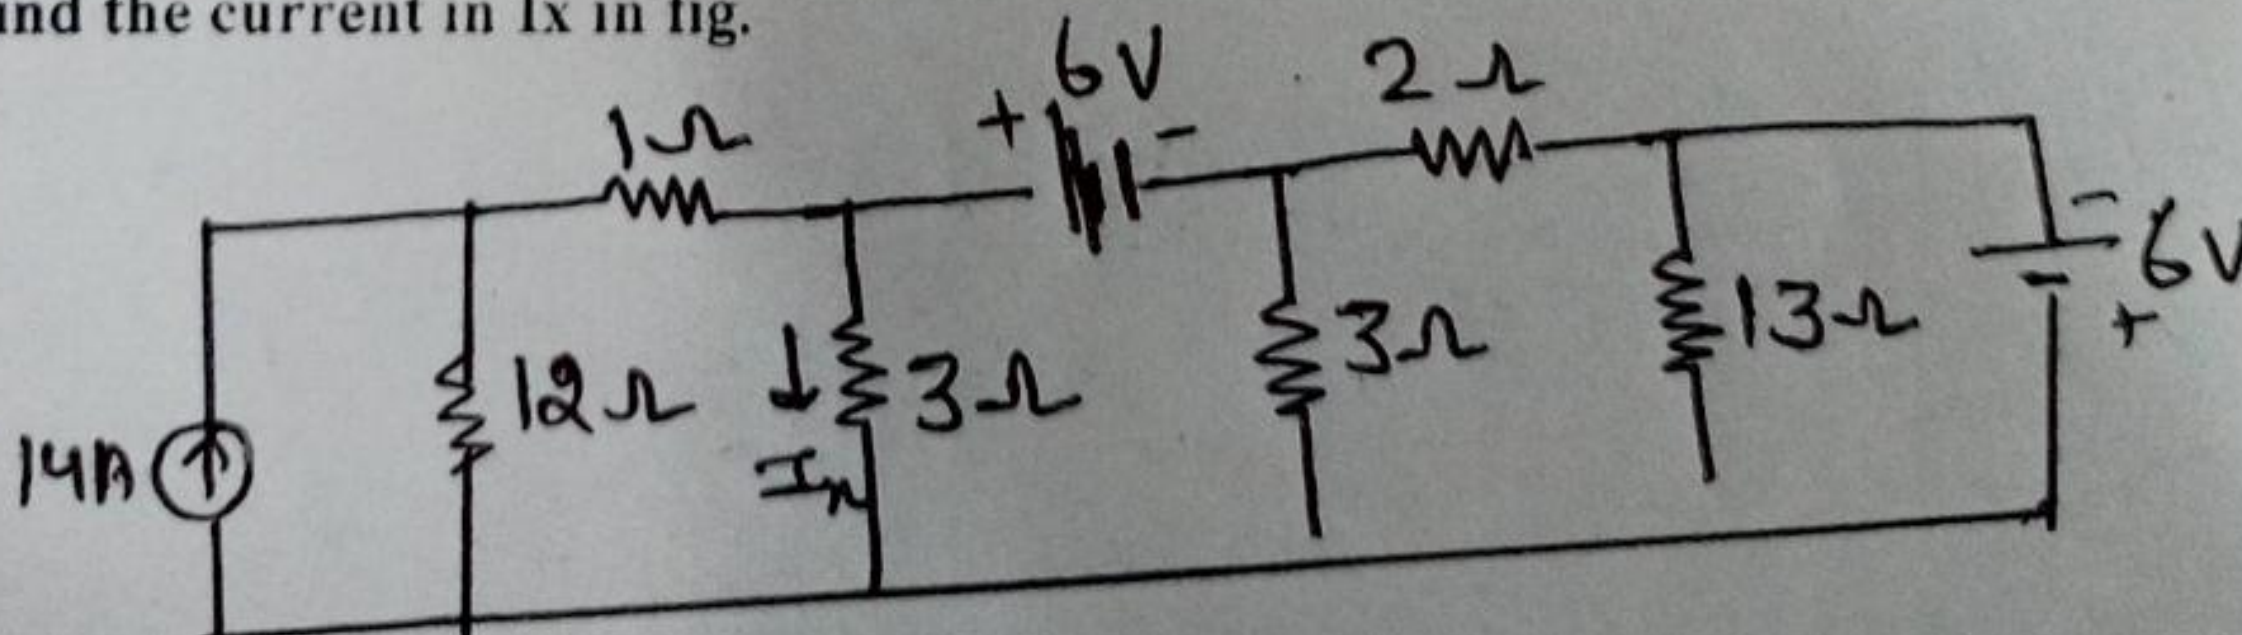 ind the current in Ix in fig.
6V
2Ω
1Ω
+
-
-
6V
+
14A
12Ω
3Ω
3Ω
13Ω
Ix